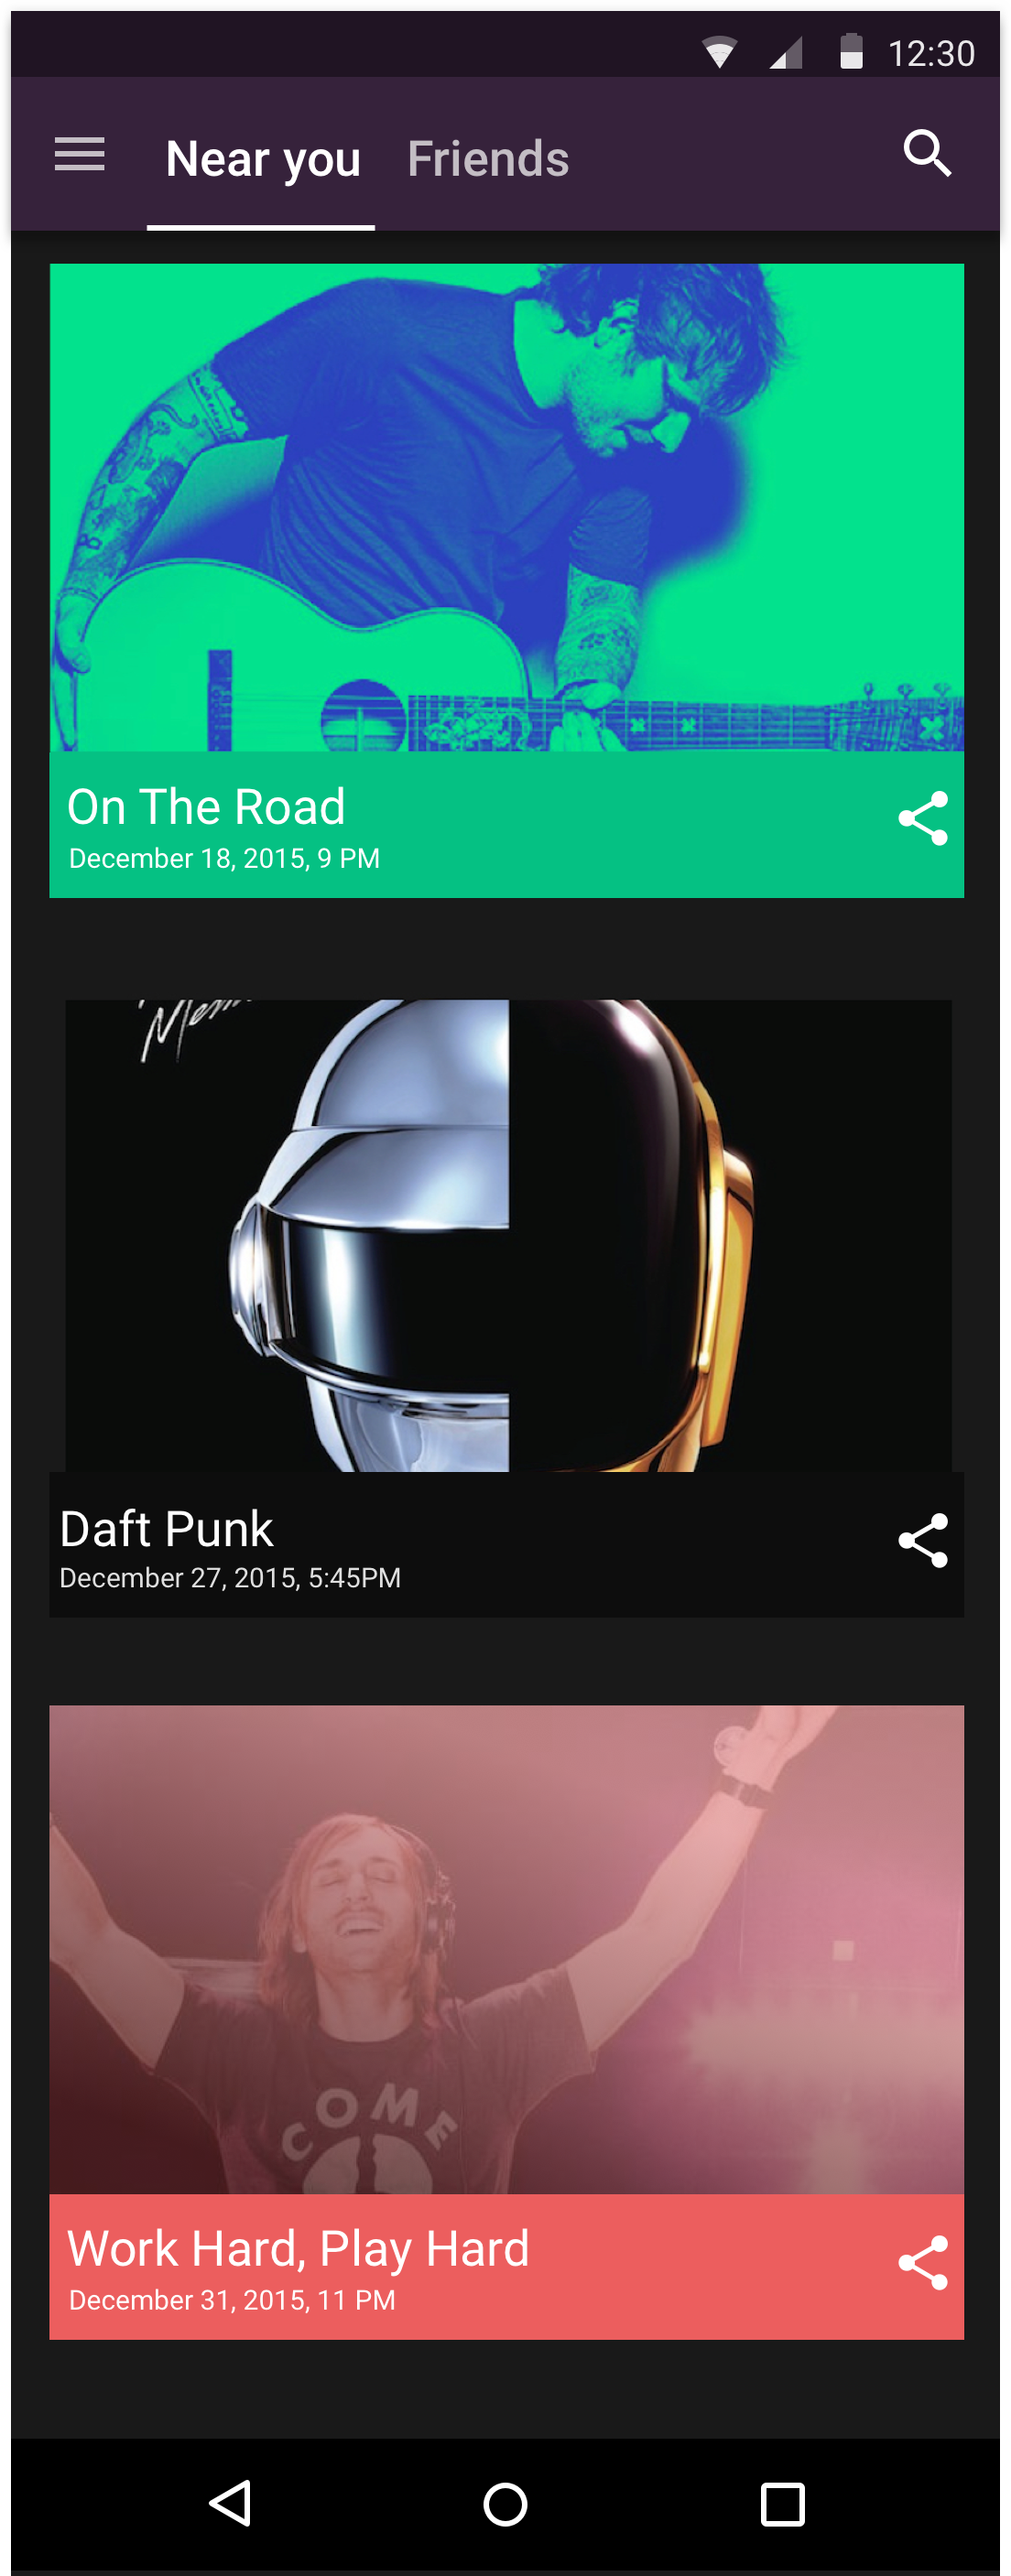 12:30
Near you Friends
On The Road
December 18, 2015, 9 PM
Daft Punk
December 27, 2015, 5:45PM
COME
Work Hard, Play Hard
December 31, 2015, 11 PM